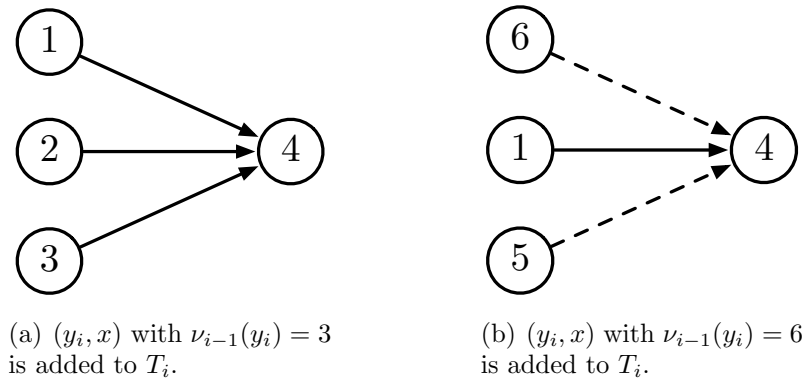 1
2
3
4
6
1
5
4
(a) (y_i, x) with ν_{i−1}(y_i) = 3
is added to T_i.
(b) (y_i, x) with ν_{i−1}(y_i) = 6
is added to T_i.